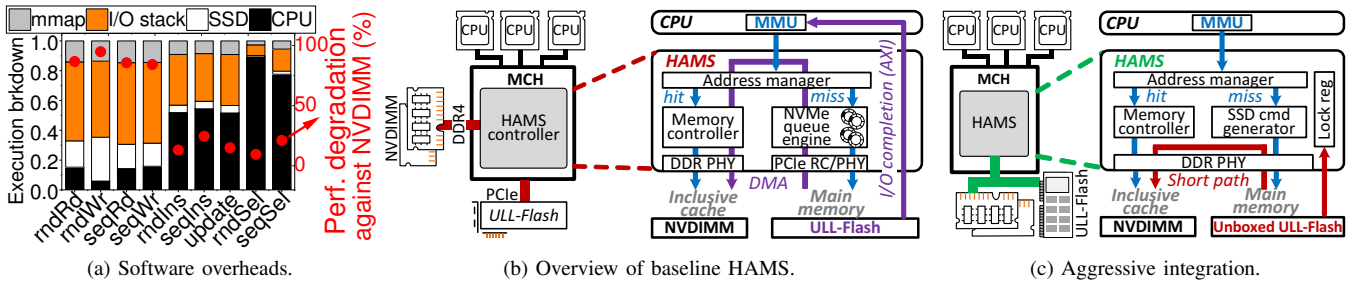 mmap I/O stack SSD CPU
Execution brkdown
1.0
0.8
0.6
0.4
0.2
0.0
100
50
0
Perf. degradation
against NVDIMM (%)
rndRd
rndWr
seqRd
seqWr
rndIns
seqIns
update
rndSel
seqSel
(a) Software overheads.
CPU CPU CPU
MCH
HAMS
controller
NVDIMM
DDR4
PCIe
ULL-Flash
CPU
MMU
HAMS
Address manager
hit
miss
Memory
controller
NVMe
queue
engine
DDR PHY
PCIe RC/PHY
DMA
I/O completion (AXI)
Inclusive
cache
Main
memory
NVDIMM
ULL-Flash
(b) Overview of baseline HAMS.
CPU CPU CPU
MCH
HAMS
ULL-Flash
CPU
MMU
HAMS
Address manager
hit
miss
Memory
controller
SSD cmd
generator
Lock reg
DDR PHY
Short path
Inclusive
cache
Main
memory
NVDIMM
Unboxed ULL-Flash
(c) Aggressive integration.